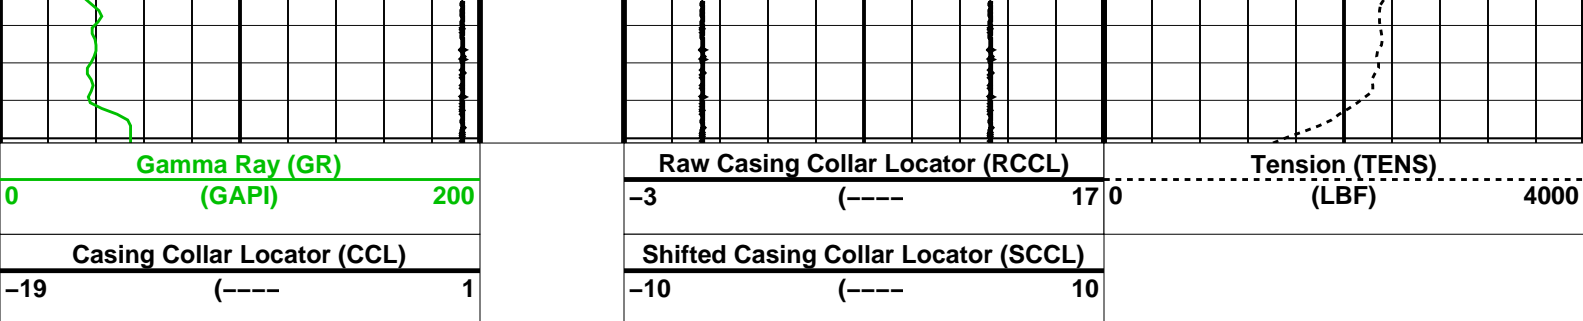 Gamma Ray (GR)
0 (GAPI) 200
Casing Collar Locator (CCL)
−19 (−−−− 1
Raw Casing Collar Locator (RCCL)
−3 (−−−− 17
Shifted Casing Collar Locator (SCCL)
−10 (−−−− 10
Tension (TENS)
0 (LBF) 4000